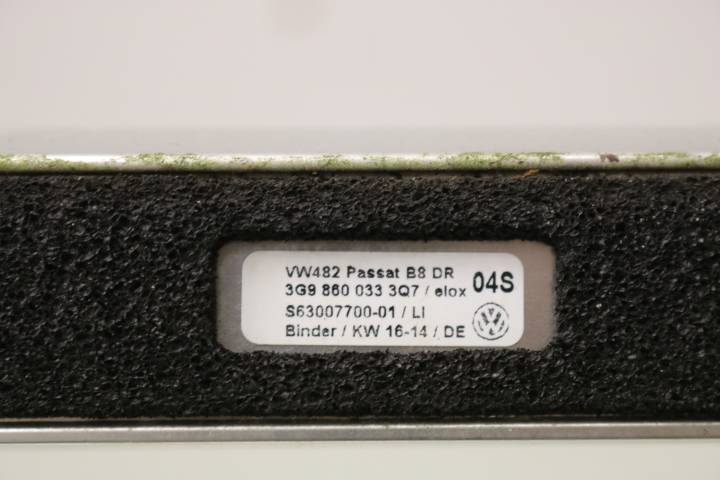 VW482 Passat B8 DR
3G9 860 033 3Q7 / elox 04S
S63007700-01 / LI
Binder / KW 16-14 / DE